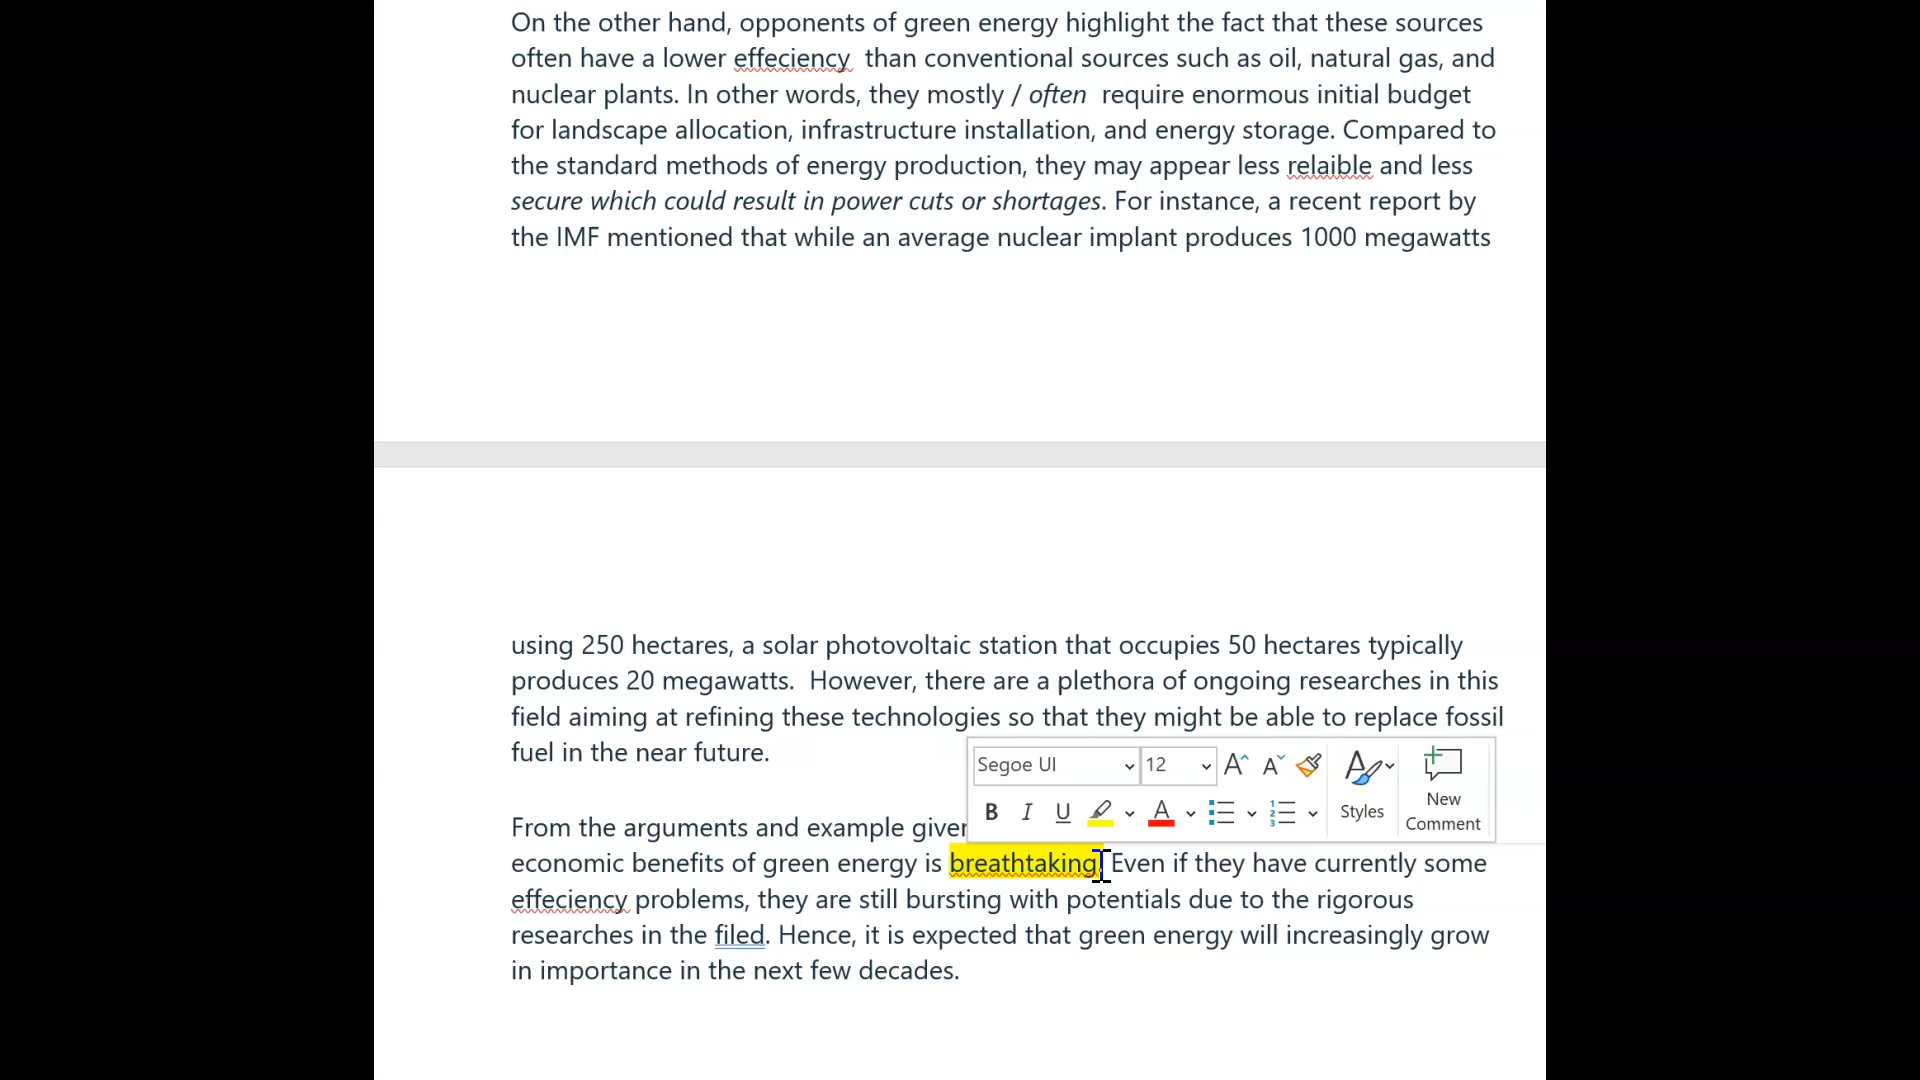 On the other hand, opponents of green energy highlight the fact that these sources
often have a lower effeciency than conventional sources such as oil, natural gas, and
nuclear plants. In other words, they mostly / often require enormous initial budget
for landscape allocation, infrastructure installation, and energy storage. Compared to
the standard methods of energy production, they may appear less relaible and less
secure which could result in power cuts or shortages. For instance, a recent report by
the IMF mentioned that while an average nuclear implant produces 1000 megawatts
using 250 hectares, a solar photovoltaic station that occupies 50 hectares typically
produces 20 megawatts. However, there are a plethora of ongoing researches in this
field aiming at refining these technologies so that they might be able to replace fossil
fuel in the near future.
Segoe UI 12
New
B I U A Styles Comment
From the arguments and example given
economic benefits of green energy is breathtaking. Even if they have currently some
effeciency problems, they are still bursting with potentials due to the rigorous
researches in the filed. Hence, it is expected that green energy will increasingly grow
in importance in the next few decades.